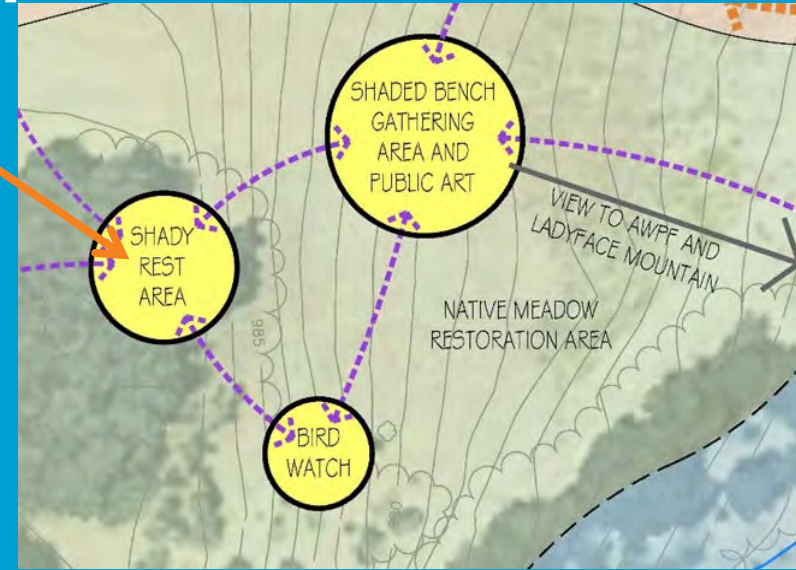 SHADED BENCH
GATHERING
AREA AND
PUBLIC ART
VIEW TO AWPF AND
LADYFACE MOUNTAIN
SHADY
REST
AREA
NATIVE MEADOW
RESTORATION AREA
985
BIRD
WATCH